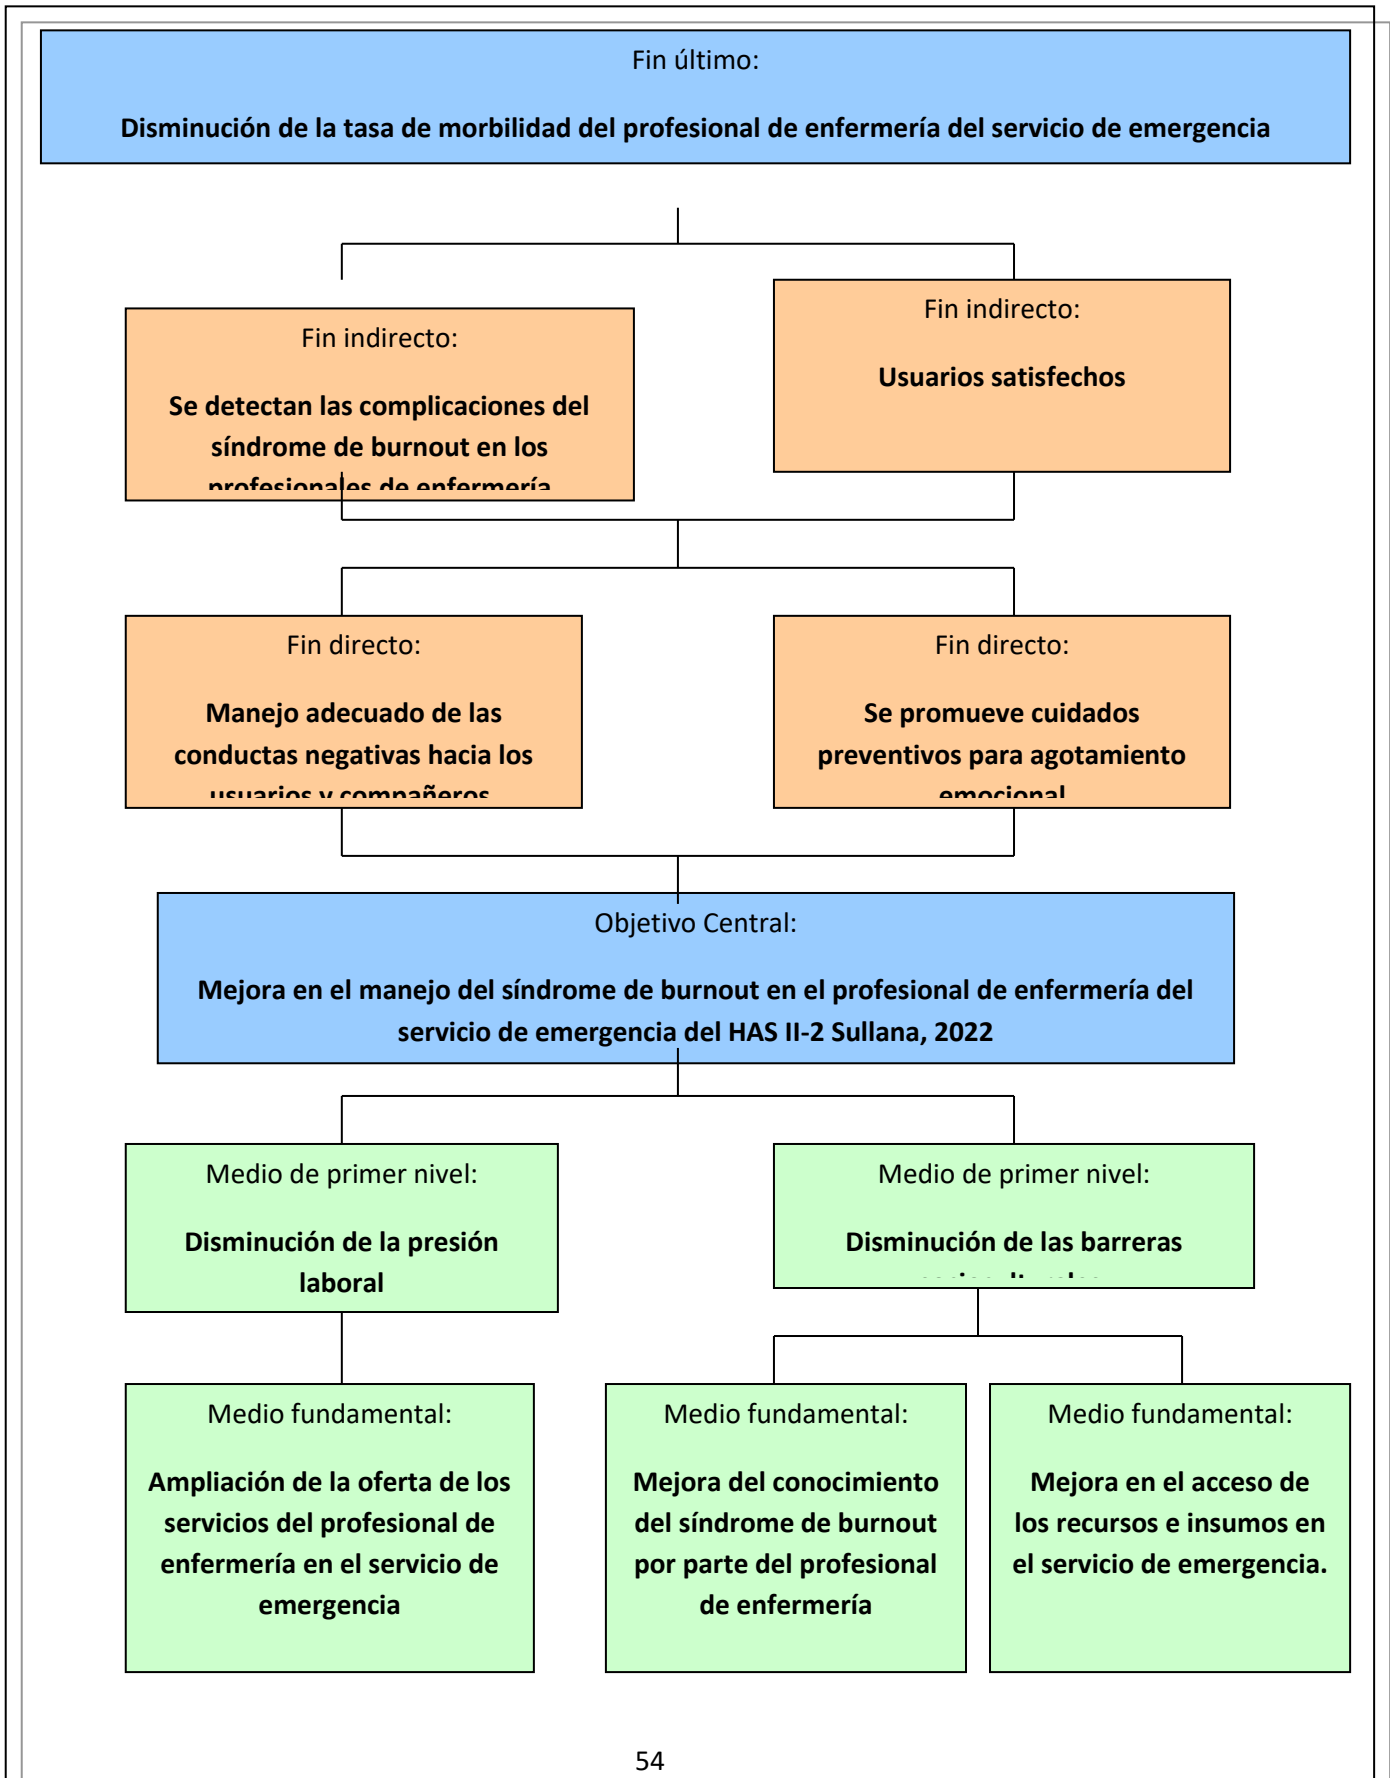 Fin último:
Disminución de la tasa de morbilidad del profesional de enfermería del servicio de emergencia
Fin indirecto:
Se detectan las complicaciones del
síndrome de burnout en los
profesionales de enfermería
Fin indirecto:
Usuarios satisfechos
Fin directo:
Manejo adecuado de las
conductas negativas hacia los
usuarios y compañeros
Fin directo:
Se promueve cuidados
preventivos para agotamiento
emocional
Objetivo Central:
Mejora en el manejo del síndrome de burnout en el profesional de enfermería del
servicio de emergencia del HAS II-2 Sullana, 2022
Medio de primer nivel:
Disminución de la presión
laboral
Medio de primer nivel:
Disminución de las barreras
Medio fundamental:
Ampliación de la oferta de los
servicios del profesional de
enfermería en el servicio de
emergencia
Medio fundamental:
Mejora del conocimiento
del síndrome de burnout
por parte del profesional
de enfermería
Medio fundamental:
Mejora en el acceso de
los recursos e insumos en
el servicio de emergencia.
54